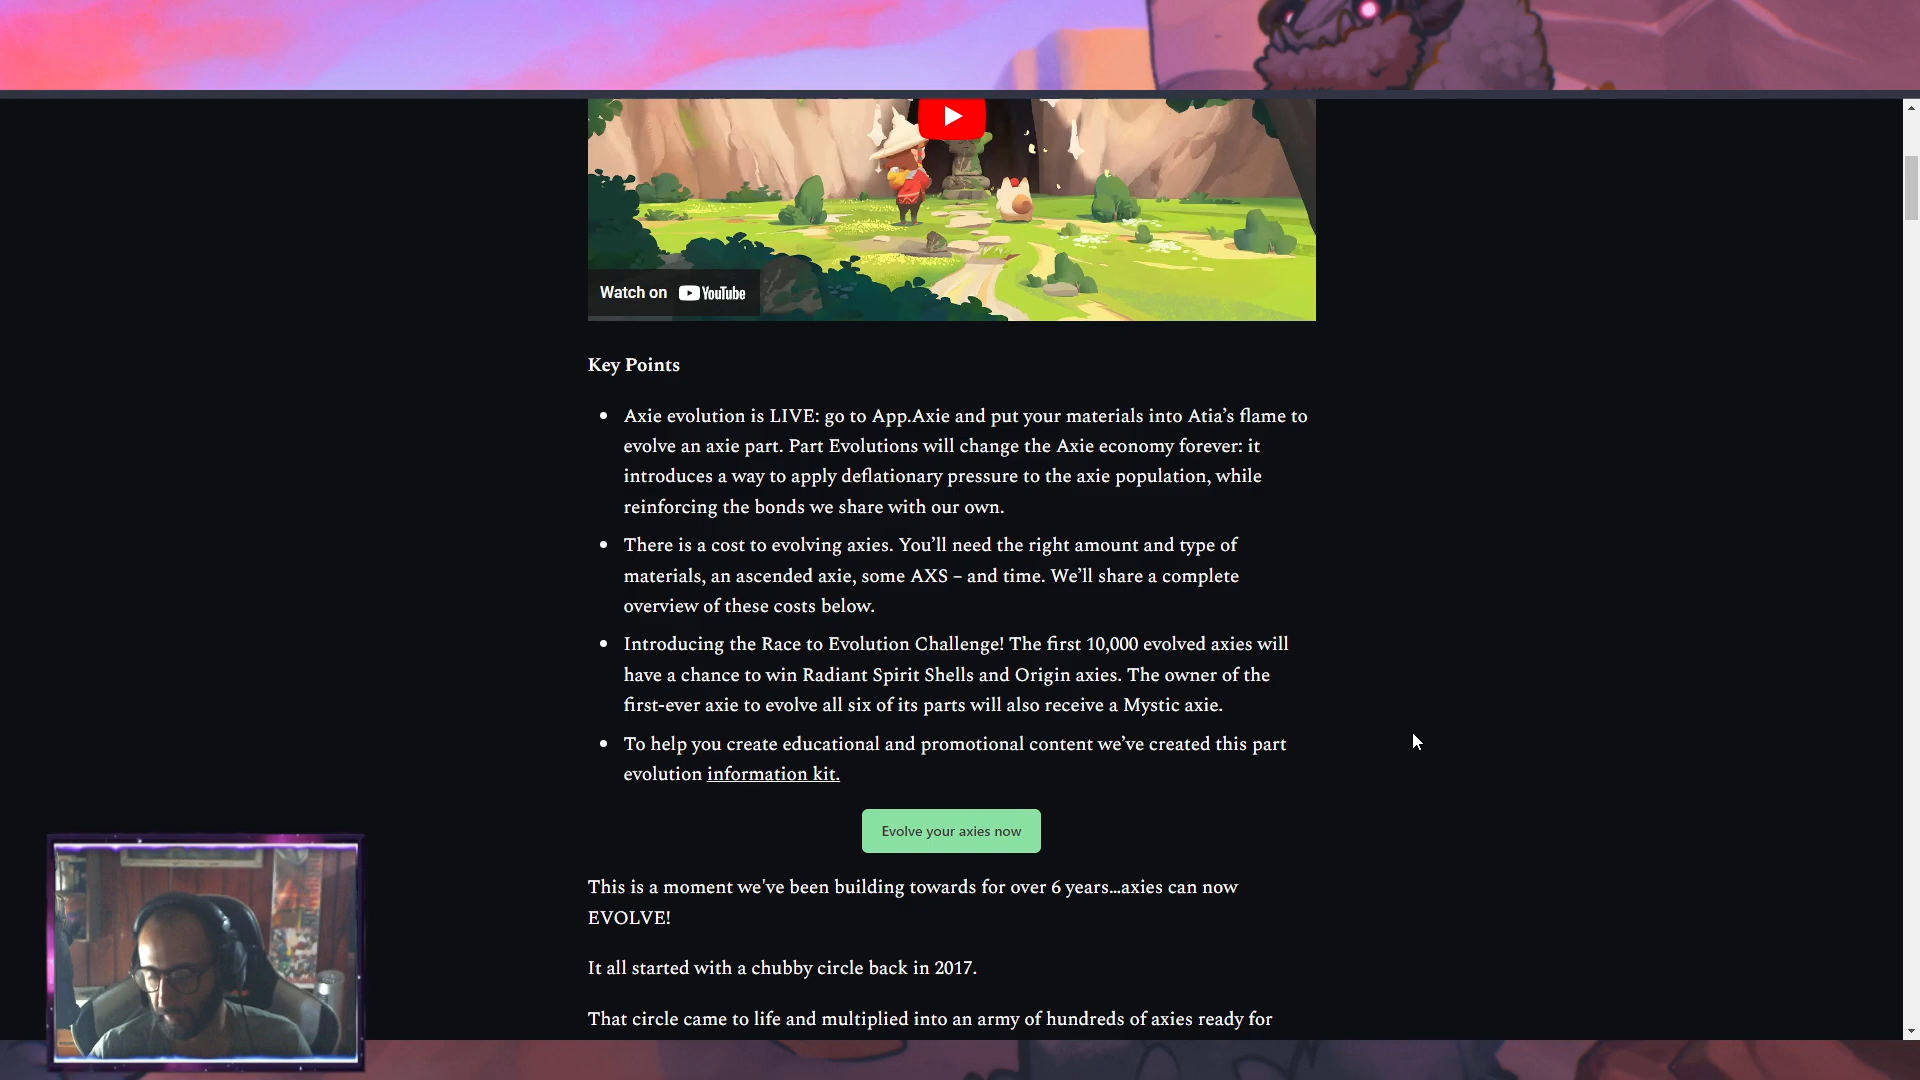 Watch on YouTube
Key Points
Axie evolution is LIVE: go to App.Axie and put your materials into Atia’s flame to
evolve an axie part. Part Evolutions will change the Axie economy forever: it
introduces a way to apply deflationary pressure to the axie population, while
reinforcing the bonds we share with our own.
There is a cost to evolving axies. You’ll need the right amount and type of
materials, an ascended axie, some AXS – and time. We’ll share a complete
overview of these costs below.
Introducing the Race to Evolution Challenge! The first 10,000 evolved axies will
have a chance to win Radiant Spirit Shells and Origin axies. The owner of the
first-ever axie to evolve all six of its parts will also receive a Mystic axie.
To help you create educational and promotional content we’ve created this part
evolution information kit.
Evolve your axies now
This is a moment we've been building towards for over 6 years...axies can now
EVOLVE!
It all started with a chubby circle back in 2017.
That circle came to life and multiplied into an army of hundreds of axies ready for